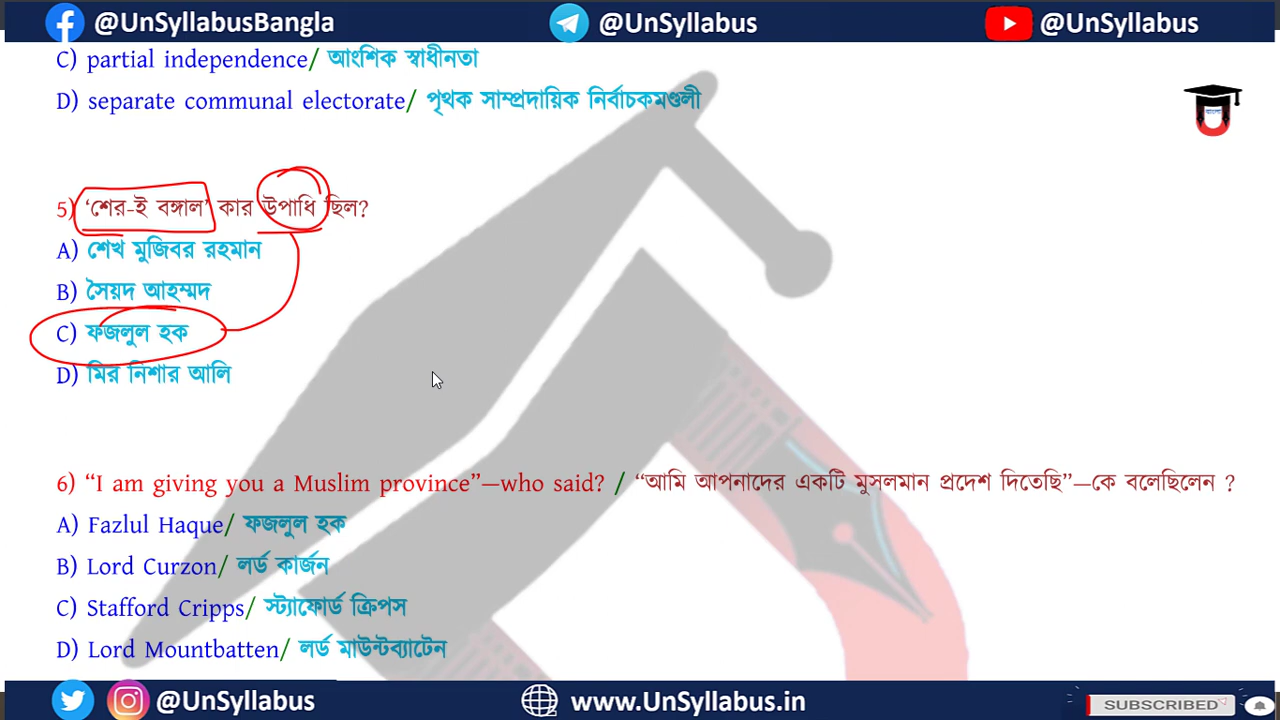 @UnSyllabusBangla @UnSyllabus @UnSyllabus
C) partial independence/ আংশিক স্বাধীনতা
D) separate communal electorate/ পৃথক সাম্প্রদায়িক নির্বাচকমণ্ডলী
5) ‘শের-ই বঙ্গাল’ কার উপাধি ছিল?
A) শেখ মুজিবর রহমান
B) সৈয়দ আহম্মদ
C) ফজলুল হক
D) মির নিশার আলি
6) “I am giving you a Muslim province”—who said? / “আমি আপনাদের একটি মুসলমান প্রদেশ দিতেছি”—কে বলেছিলেন ?
A) Fazlul Haque/ ফজলুল হক
B) Lord Curzon/ লর্ড কার্জন
C) Stafford Cripps/ স্ট্যাফোর্ড ক্রিপস
D) Lord Mountbatten/ লর্ড মাউন্টব্যাটেন
@UnSyllabus www.UnSyllabus.in SUBSCRIBED